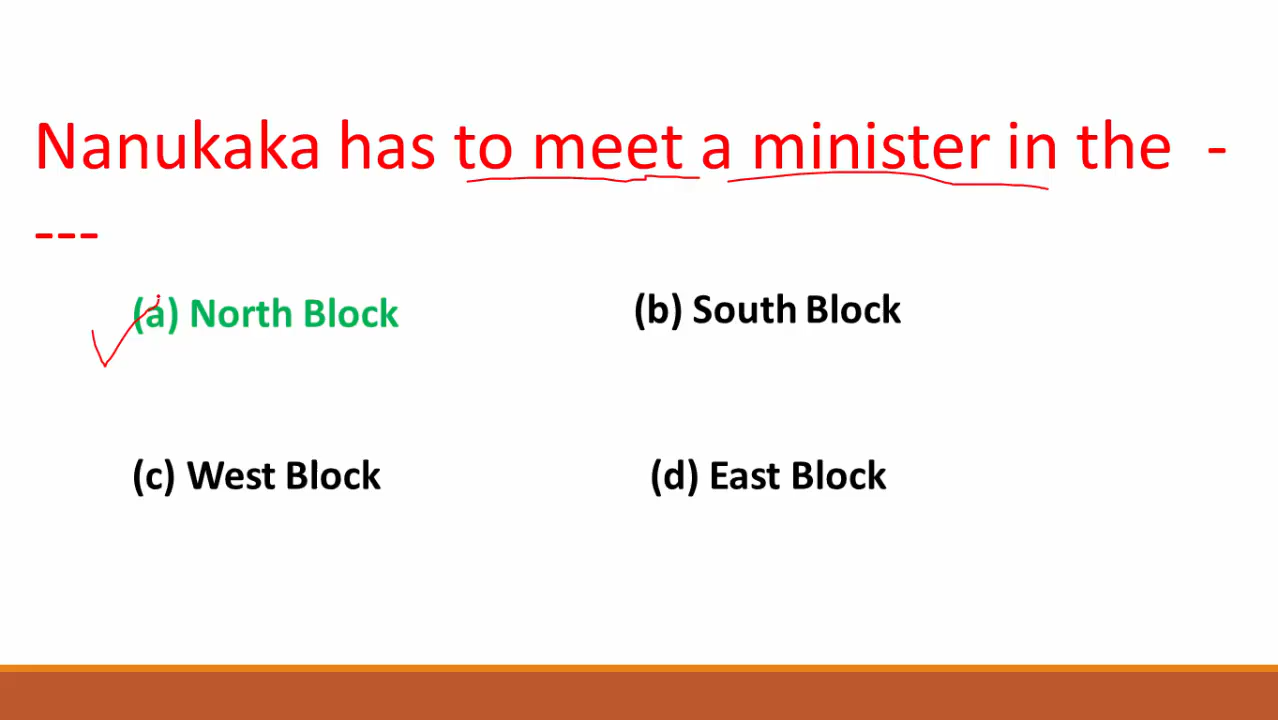 Nanukaka has to meet a minister in the -
---
(a) North Block (b) South Block
(c) West Block (d) East Block